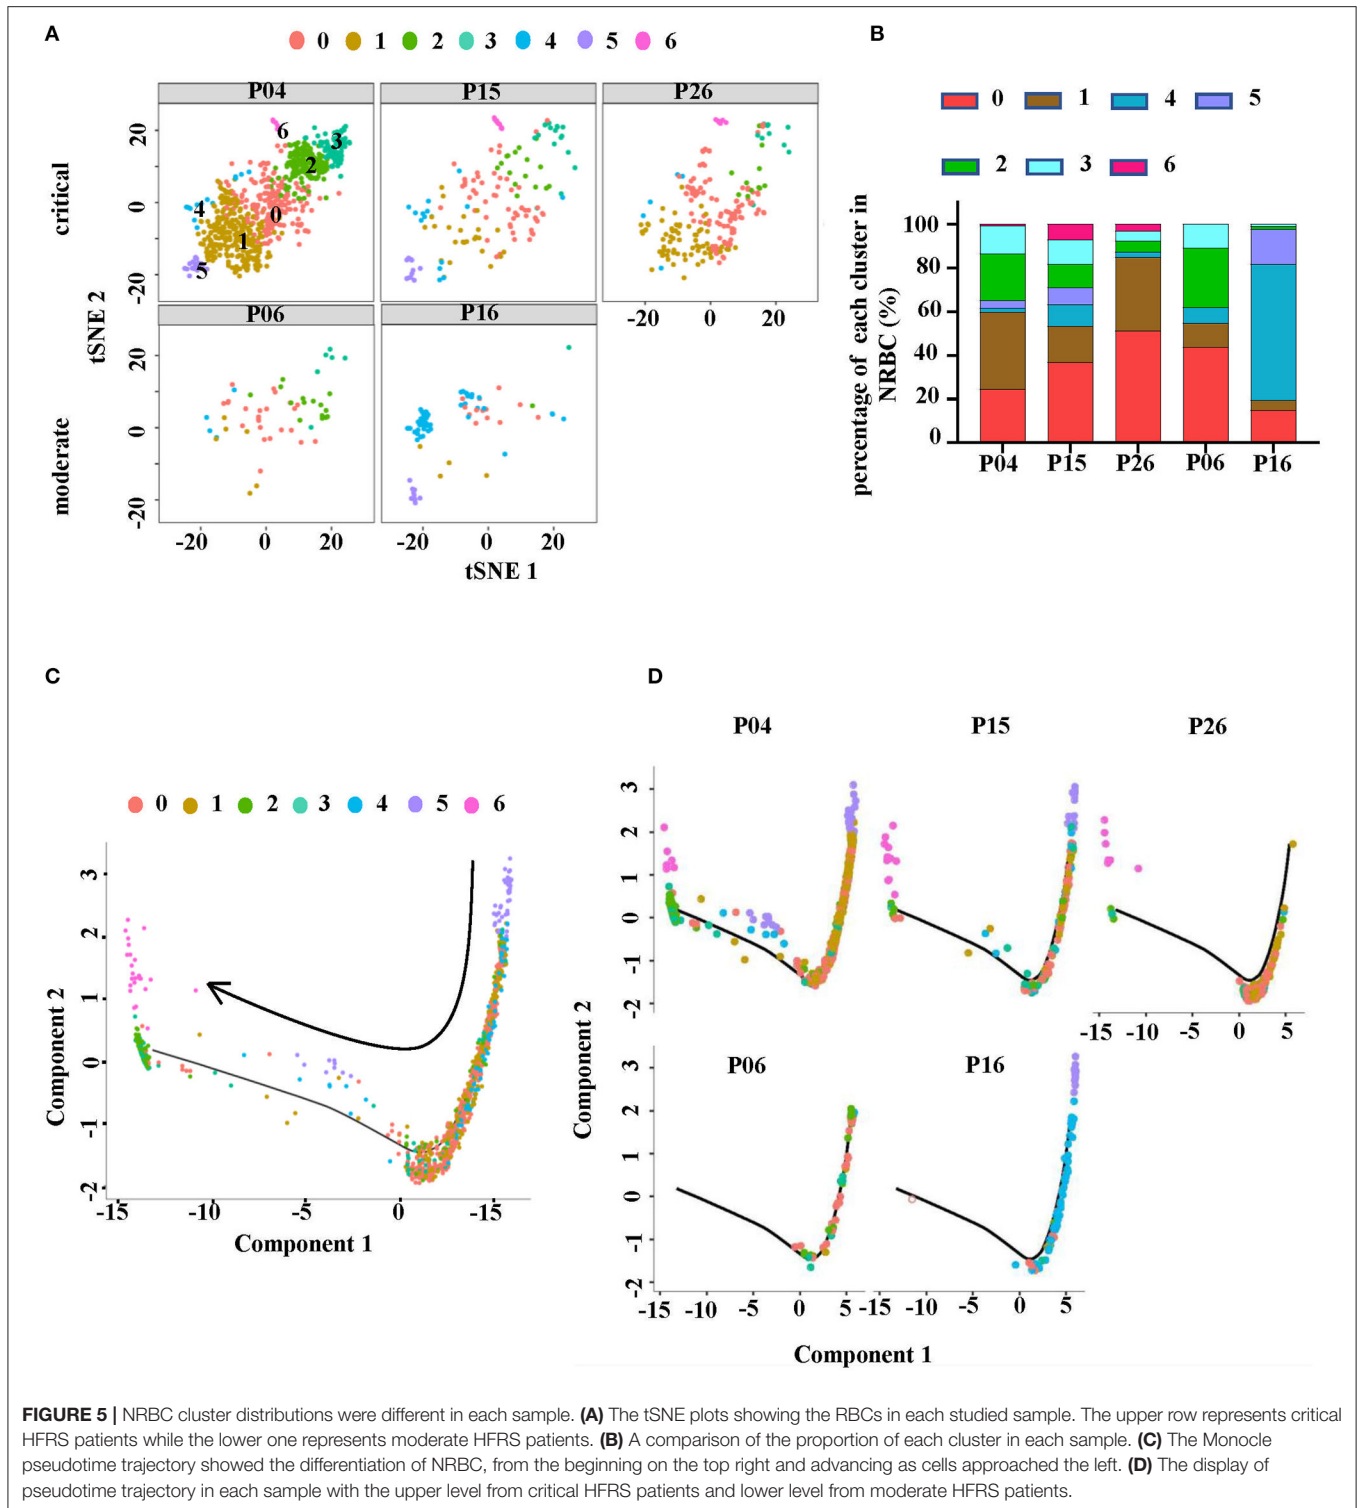 A
0 1 2 3 4 5 6
P04 P15 P26
critical
20
0
-20
6
3
2
4
0
1
5
tSNE 2
P06 P16
-20 0 20
moderate
20
0
-20
-20 0 20
-20 0 20
tSNE 1
B
0 1 4 5
2 3 6
percentage of each cluster in
NRBC (%)
100
80
60
40
20
0
P04 P15 P26 P06 P16
C
0 1 2 3 4 5 6
Component 2
3
2
1
0
-1
-2
-15 -10 -5 0 -15
Component 1
D
P04 P15 P26
3
2
1
0
-1
-2
-15 -10 -5 0 5
Component 2
P06 P16
3
2
1
0
-1
-2
-15 -10 -5 0 5 -15 -10 -5 0 5
Component 1
FIGURE 5 | NRBC cluster distributions were different in each sample. (A) The tSNE plots showing the RBCs in each studied sample. The upper row represents critical
HFRS patients while the lower one represents moderate HFRS patients. (B) A comparison of the proportion of each cluster in each sample. (C) The Monocle
pseudotime trajectory showed the differentiation of NRBC, from the beginning on the top right and advancing as cells approached the left. (D) The display of
pseudotime trajectory in each sample with the upper level from critical HFRS patients and lower level from moderate HFRS patients.